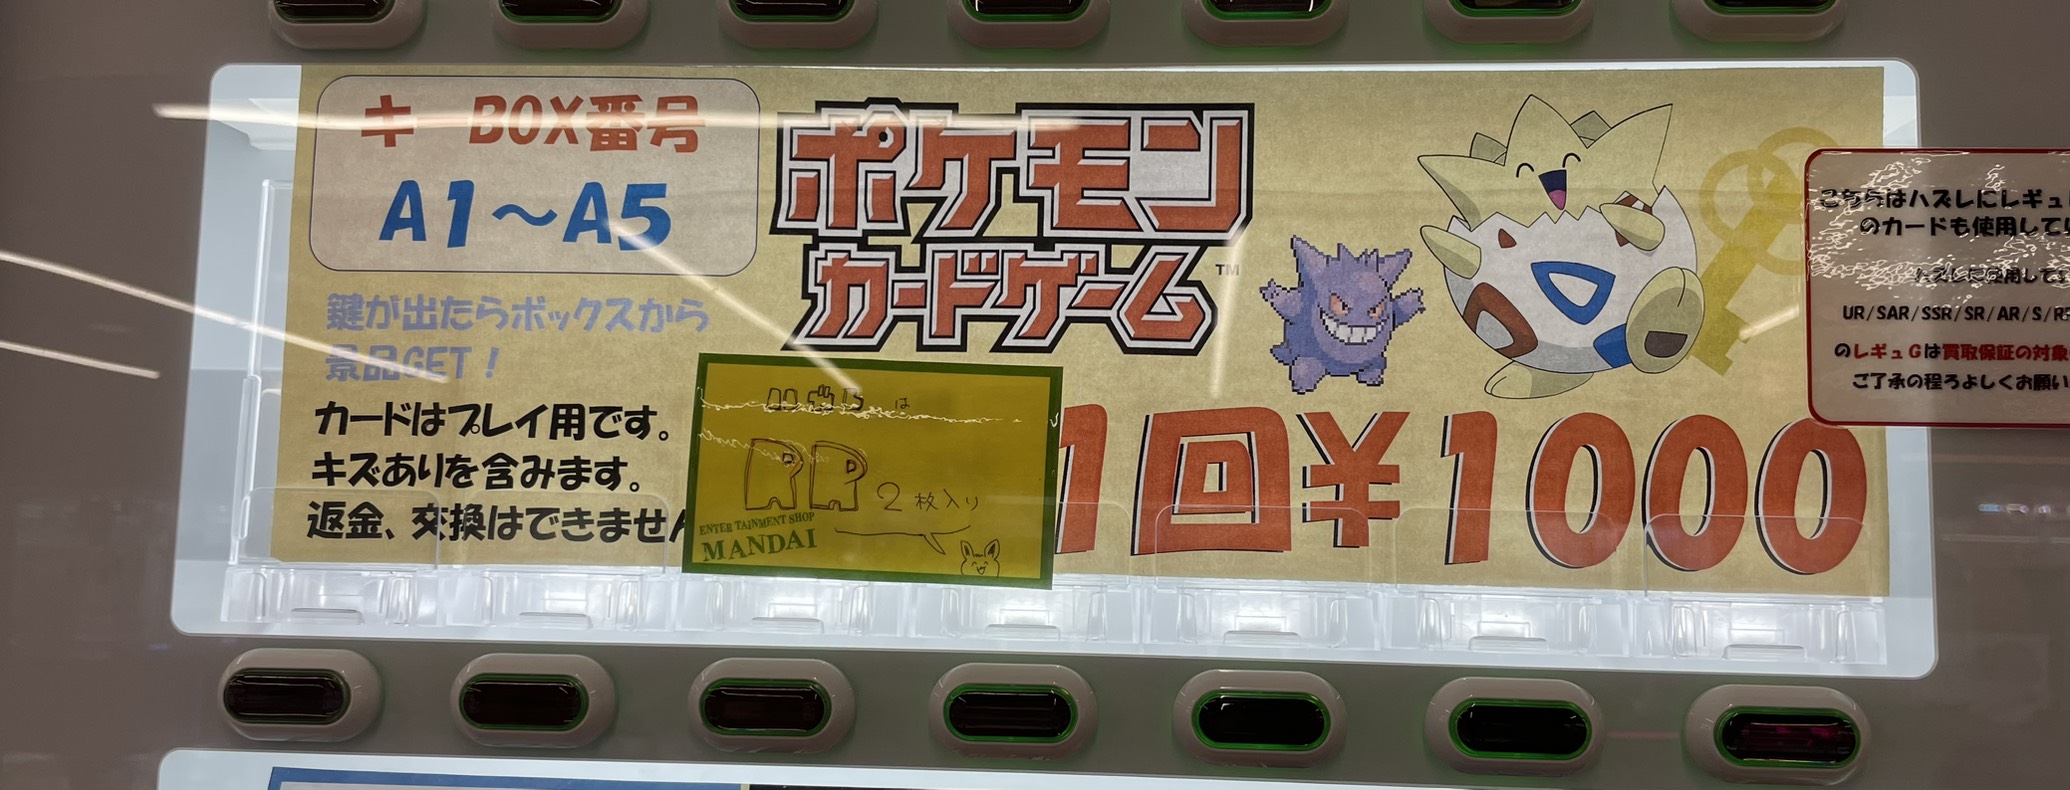 キーBOX番号
A1～A5
鍵が出たらボックスから
景品GET！
カードはプレイ用です。
キズありを含みます。
返金、交換はできませ
ポケモン
カードゲーム
TM
1回¥1000
ハズレ は
RR 2枚入り
ENTERTAINMENT SHOP
MANDAI
こちらはハズレにレギュ
のカードも使用して
UR/SAR/SSR/SR/AR/S/R
のレギュGは買取保証の対象
ご了承の程ろよしくお願い